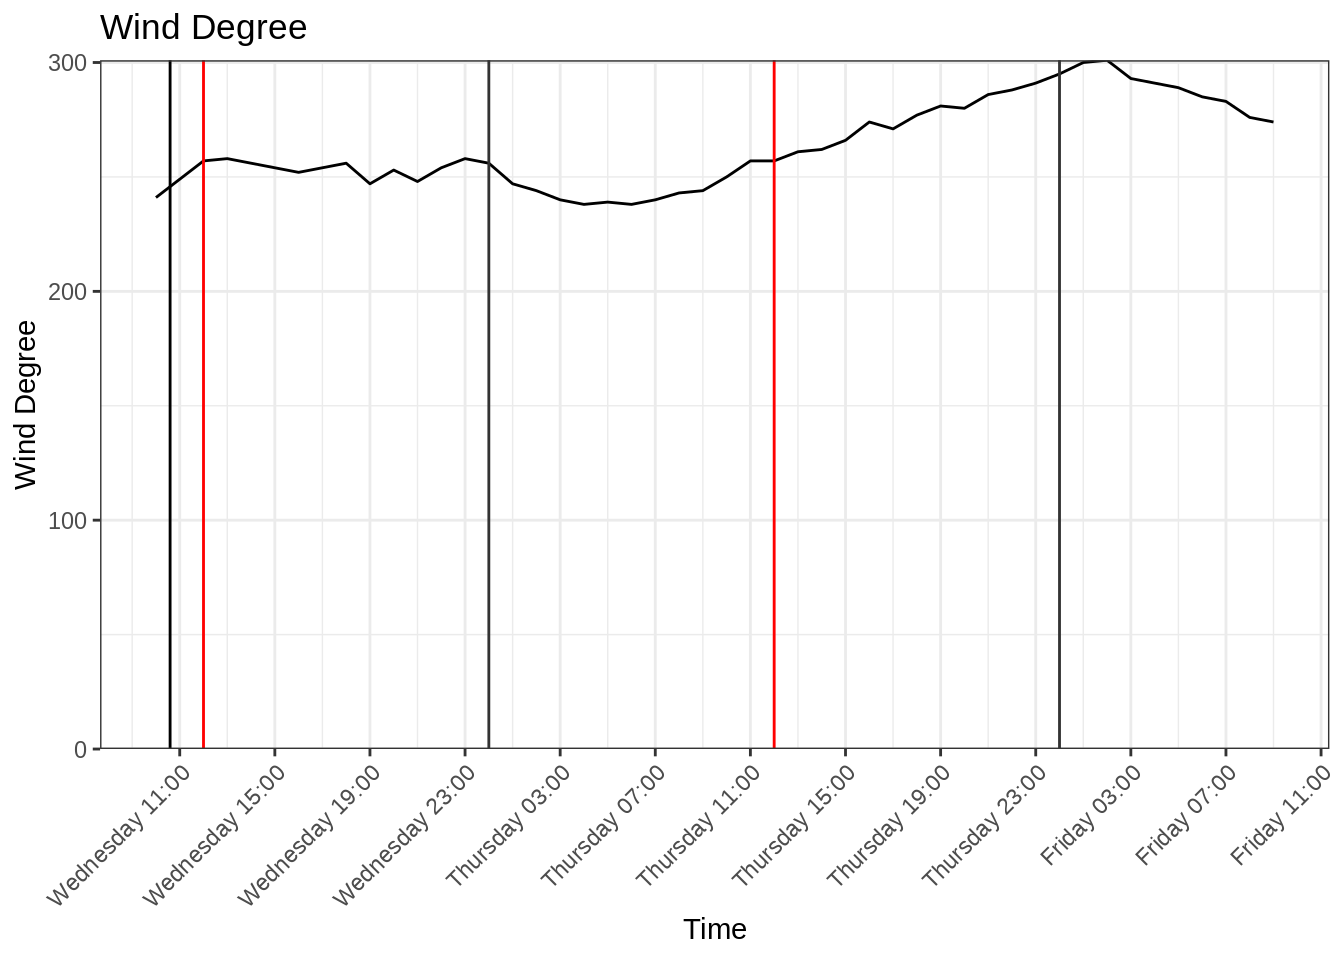 Wind Degree
300
200
100
0
Wind Degree
Wednesday 11:00
Wednesday 15:00
Wednesday 19:00
Wednesday 23:00
Thursday 03:00
Thursday 07:00
Thursday 11:00
Thursday 15:00
Thursday 19:00
Thursday 23:00
Friday 03:00
Friday 07:00
Friday 11:00
Time